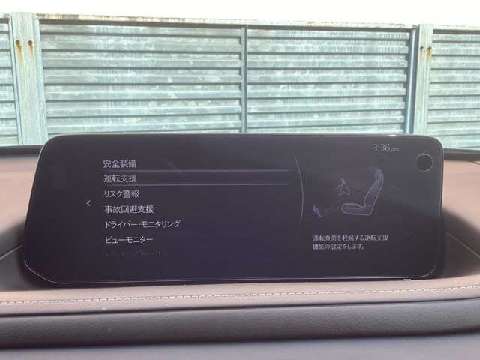 3:36 pm
安全装備
運転支援
リスク警報
事故回避支援
ドライバー・モニタリング
ビューモニター
運転負荷を軽減する運転支援
機能の設定をします。